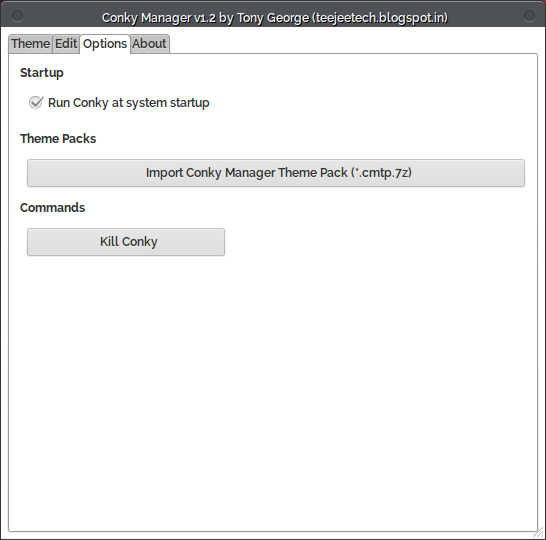 Conky Manager v1.2 by Tony George (teejeetech.blogspot.in)
Theme Edit Options About
Startup
Run Conky at system startup
Theme Packs
Import Conky Manager Theme Pack (*.cmtp.7z)
Commands
Kill Conky